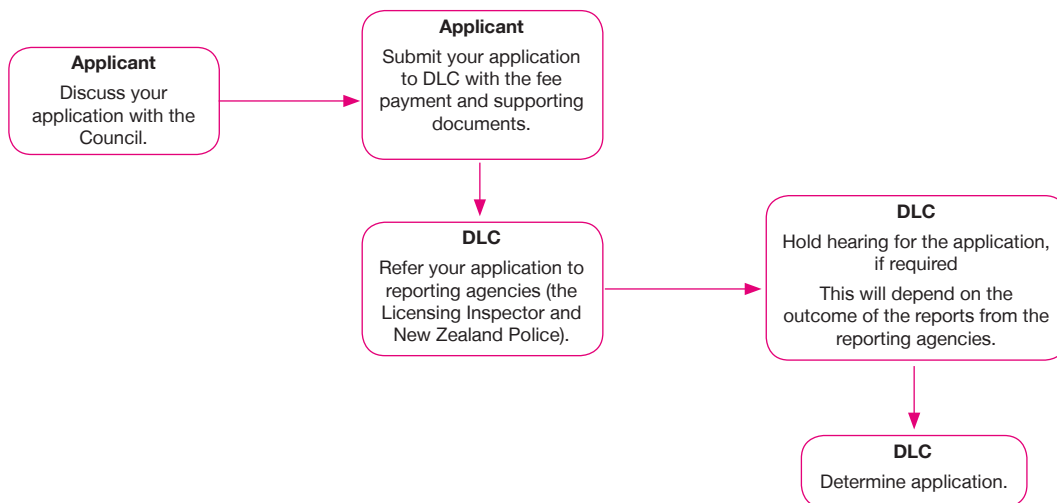 Applicant
Discuss your
application with the
Council.
Applicant
Submit your application
to DLC with the fee
payment and supporting
documents.
DLC
Refer your application to
reporting agencies (the
Licensing Inspector and
New Zealand Police).
DLC
Hold hearing for the application,
if required
This will depend on the
outcome of the reports from the
reporting agencies.
DLC
Determine application.